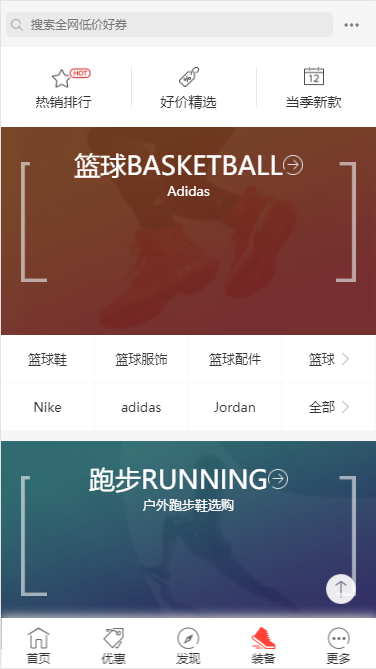 搜索全网低价好券
HOT
12
热销排行 好价精选 当季新款
篮球BASKETBALL
Adidas
篮球鞋 篮球服饰 篮球配件 篮球
Nike adidas Jordan 全部
跑步RUNNING
户外跑步鞋选购
首页 优惠 发现 装备 更多